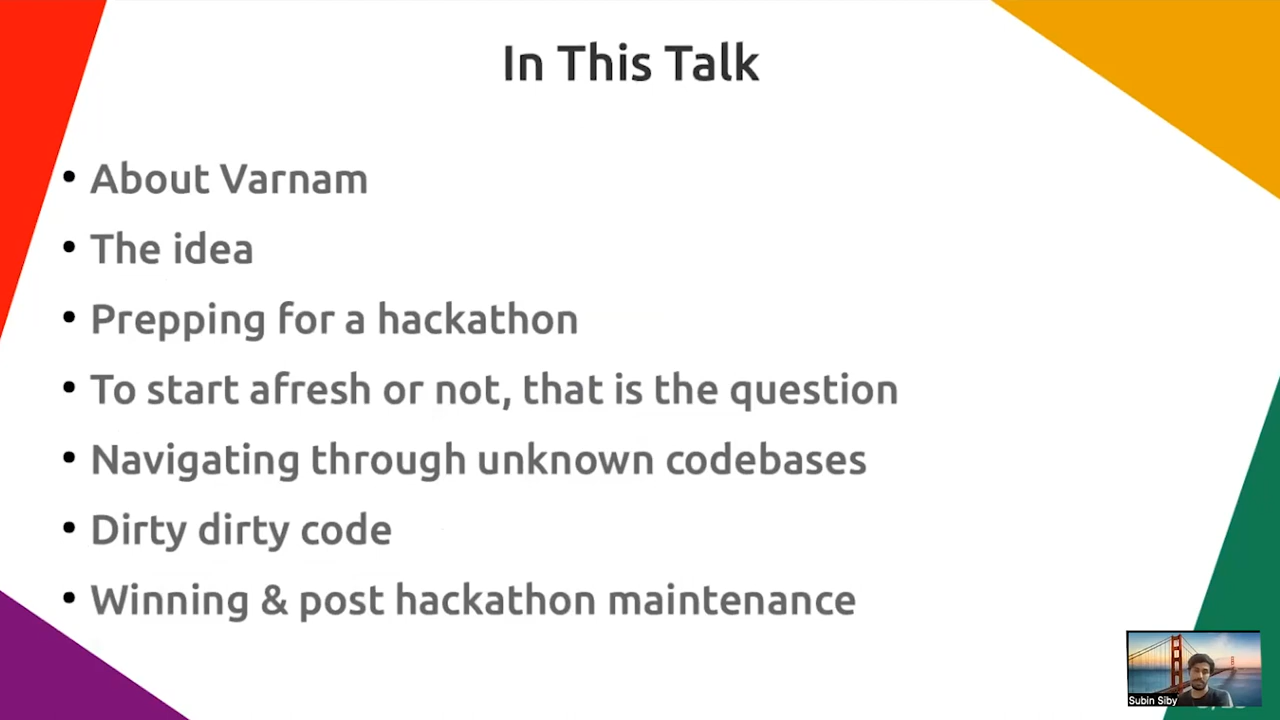 In This Talk
• About Varnam
• The idea
• Prepping for a hackathon
• To start afresh or not, that is the question
• Navigating through unknown codebases
• Dirty dirty code
• Winning & post hackathon maintenance
Subin Siby